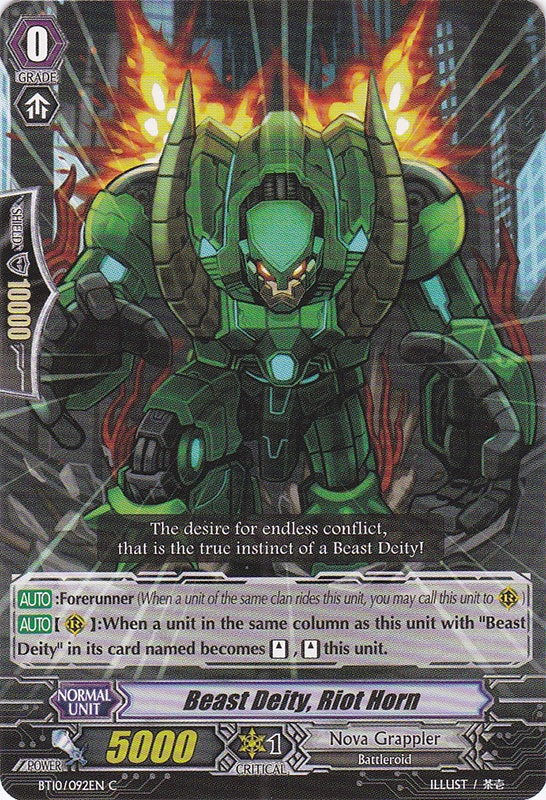 0
GRADE
SHIELD
10000
The desire for endless conflict,
that is the true instinct of a Beast Deity!
AUTO:Forerunner (When a unit of the same clan rides this unit, you may call this unit to R)
AUTO【 R 】:When a unit in the same column as this unit with "Beast
Deity" in its card named becomes , this unit.
NORMAL
UNIT
Beast Deity, Riot Horn
POWER
5000
1
CRITICAL
Nova Grappler
Battleroid
BT10/092EN C
ILLUST / 茶壱